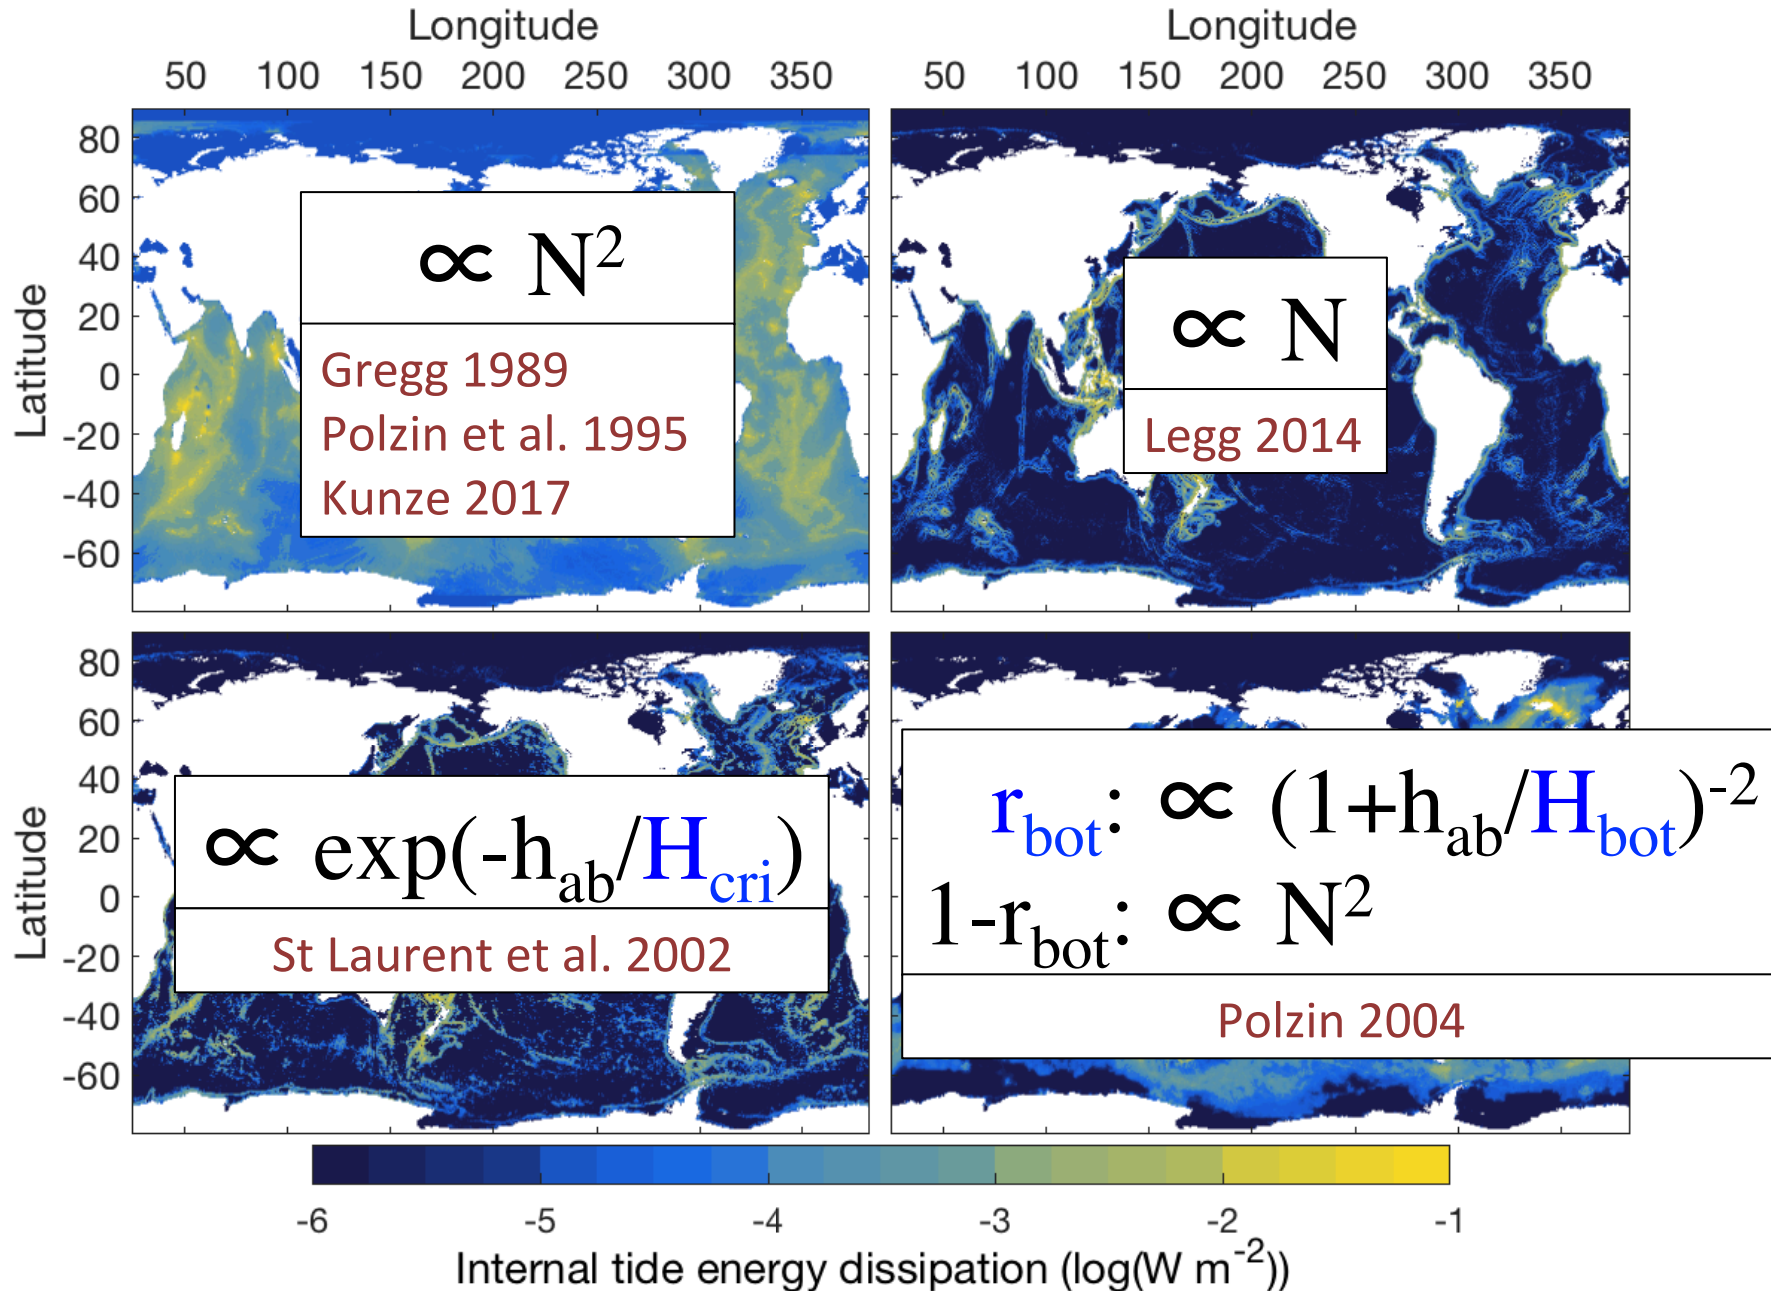 Longitude
Longitude
50 100 150 200 250 300 350
50 100 150 200 250 300 350
Latitude
80
60
40
20
0
-20
-40
-60
∝ N²
Gregg 1989
Polzin et al. 1995
Kunze 2017
∝ N
Legg 2014
Latitude
80
60
40
20
0
-20
-40
-60
∝ exp(-h_ab/H_cri)
St Laurent et al. 2002
r_bot: ∝ (1+h_ab/H_bot)⁻²
1-r_bot: ∝ N²
Polzin 2004
-6 -5 -4 -3 -2 -1
Internal tide energy dissipation (log(W m⁻²))